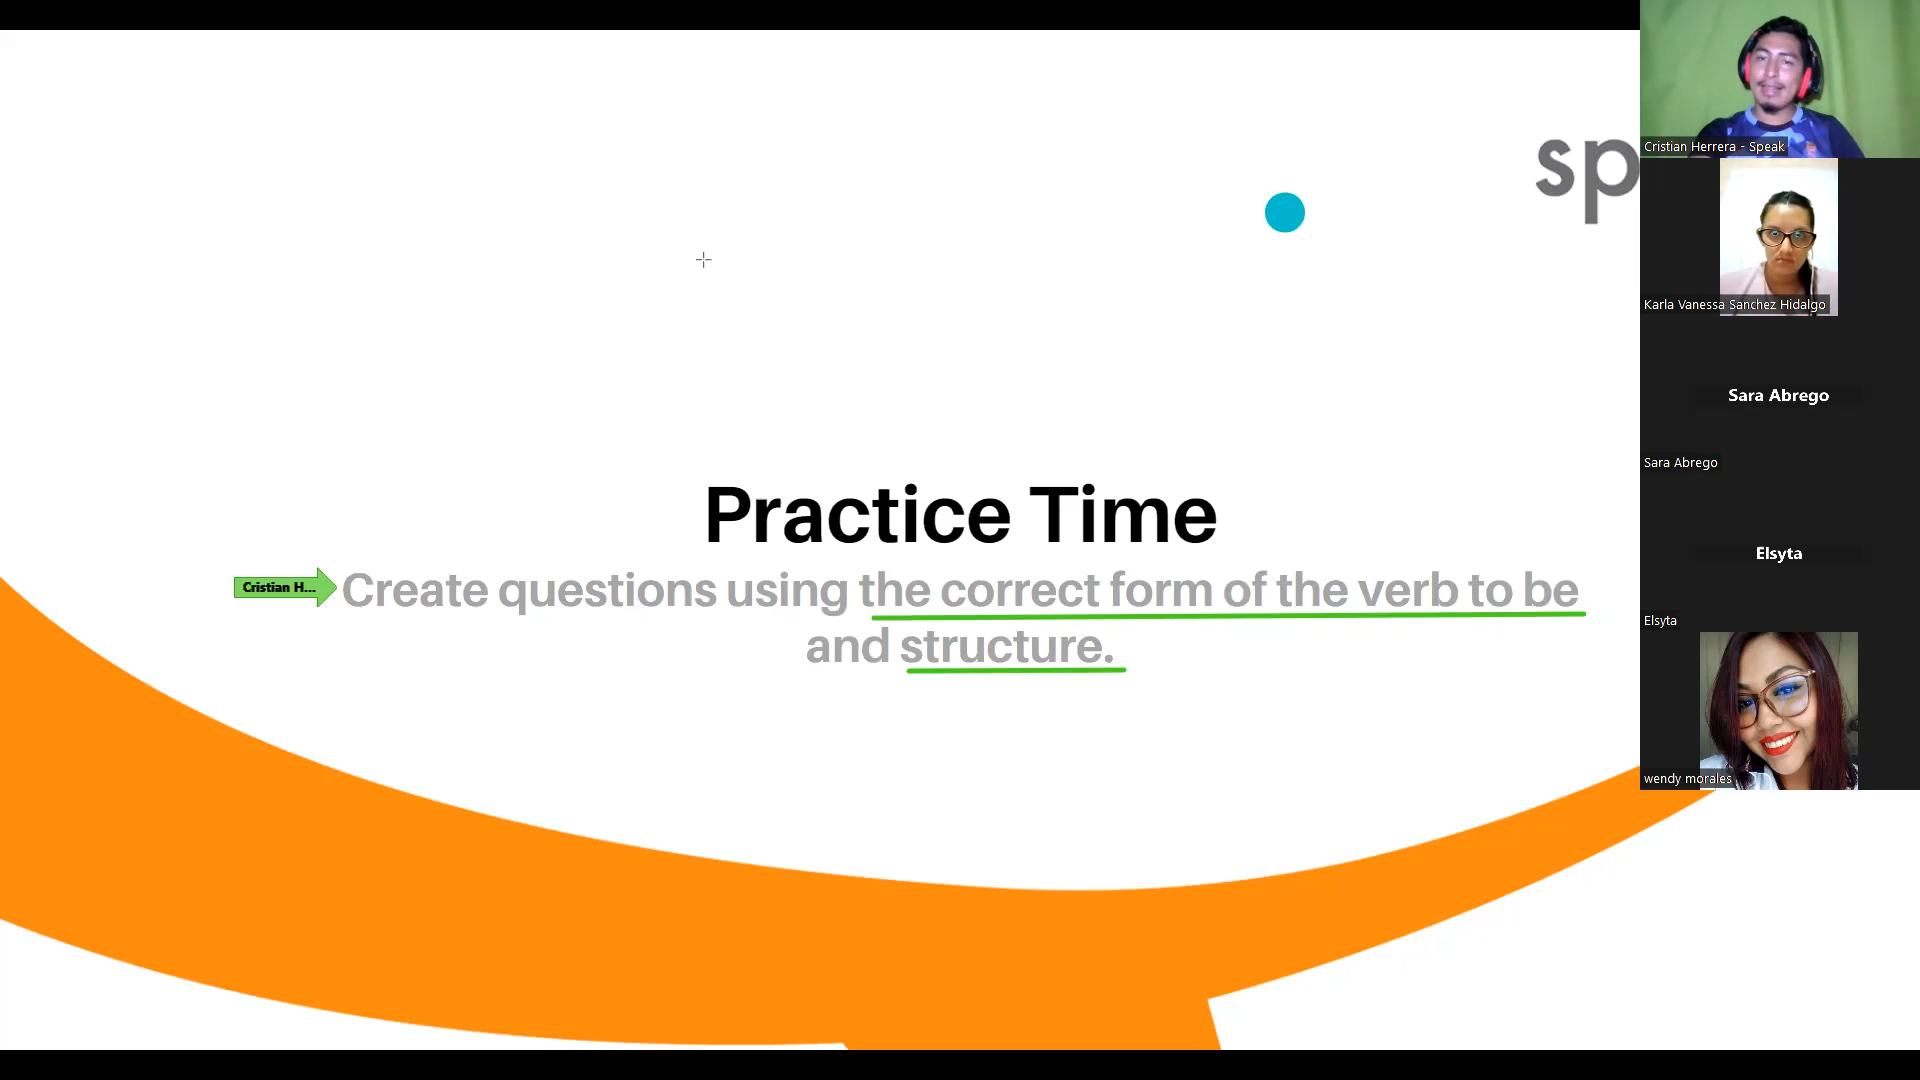 sp
Practice Time
Cristian H...
Create questions using the correct form of the verb to be
and structure.
Cristian Herrera - Speak
Karla Vanessa Sanchez Hidalgo
Sara Abrego
Sara Abrego
Elsyta
Elsyta
wendy morales